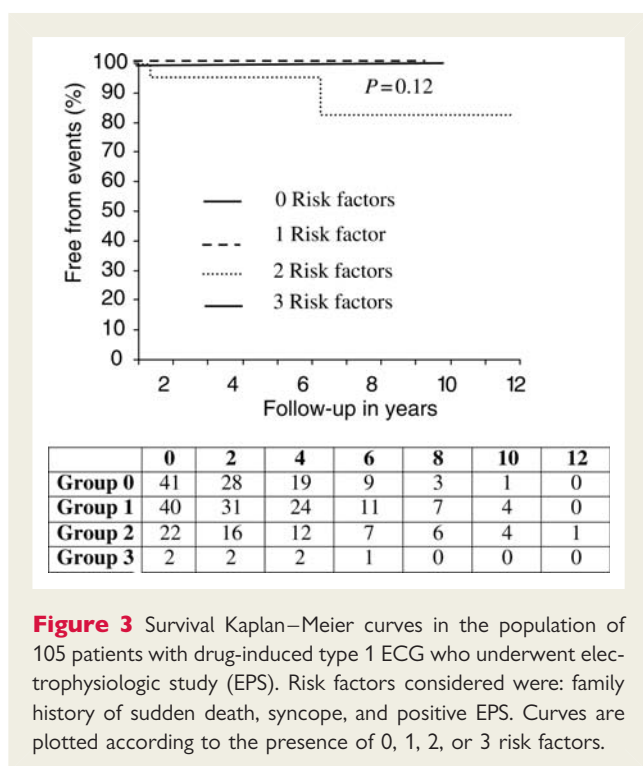 100
90
80
70
60
50
40
30
20
10
0
Free from events (%)
P=0.12
0 Risk factors
1 Risk factor
2 Risk factors
3 Risk factors
2 4 6 8 10 12
Follow-up in years
0 2 4 6 8 10 12
Group 0 41 28 19 9 3 1 0
Group 1 40 31 24 11 7 4 0
Group 2 22 16 12 7 6 4 1
Group 3 2 2 2 1 0 0 0
Figure 3 Survival Kaplan–Meier curves in the population of
105 patients with drug-induced type 1 ECG who underwent elec-
trophysiologic study (EPS). Risk factors considered were: family
history of sudden death, syncope, and positive EPS. Curves are
plotted according to the presence of 0, 1, 2, or 3 risk factors.